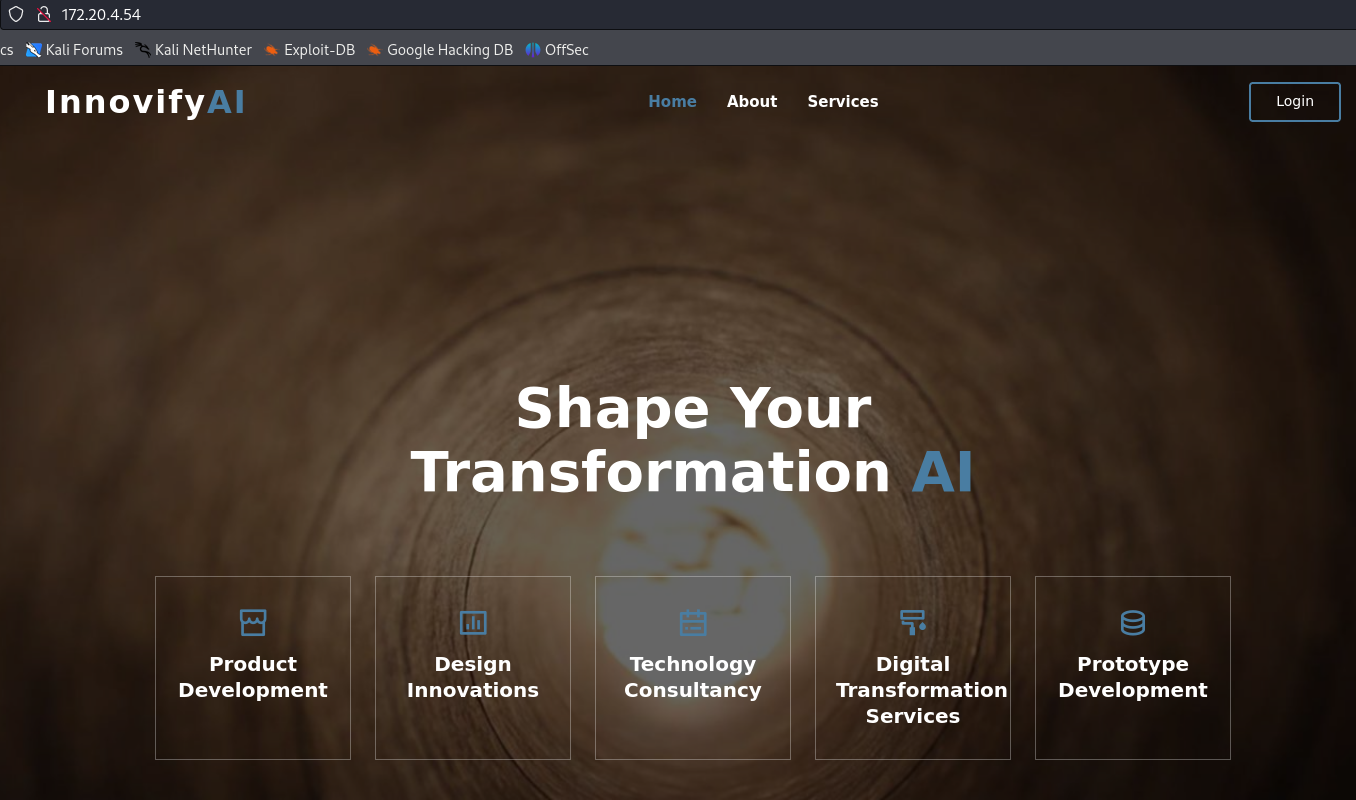 172.20.4.54
cs Kali Forums Kali NetHunter Exploit-DB Google Hacking DB OffSec
InnovifyAI Home About Services Login
Shape Your
Transformation AI
Product
Development
Design
Innovations
Technology
Consultancy
Digital
Transformation
Services
Prototype
Development